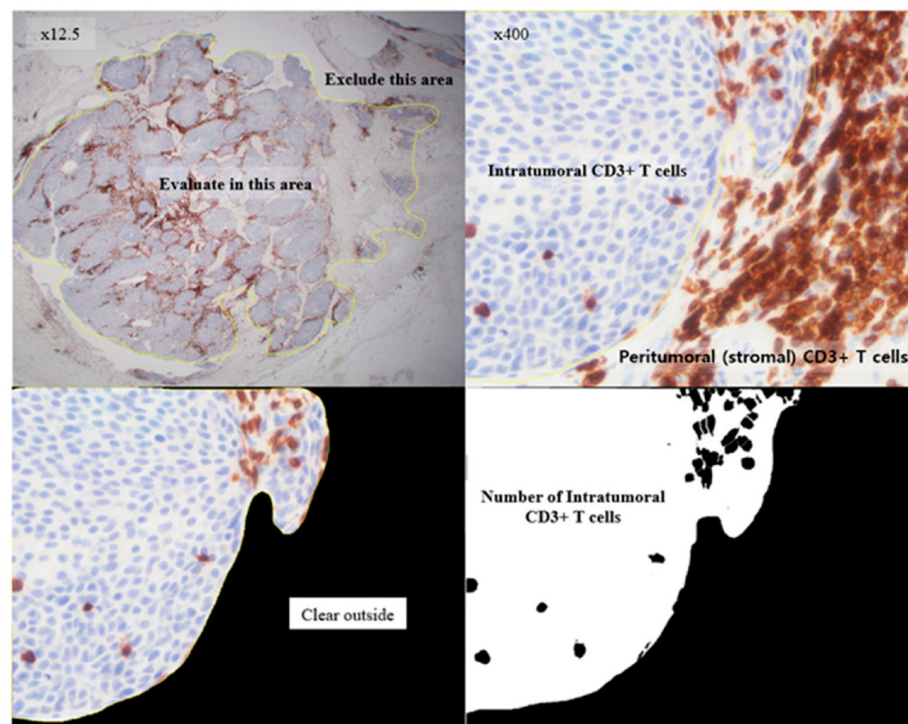 x12.5
Exclude this area
Evaluate in this area
x400
Intratumoral CD3+ T cells
Peritumoral (stromal) CD3+ T cells
Clear outside
Number of Intratumoral
CD3+ T cells